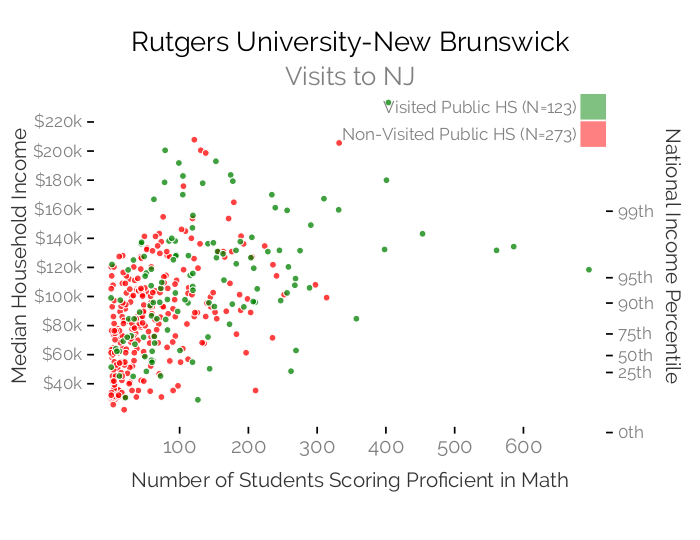 Rutgers University-New Brunswick
Visits to NJ
Visited Public HS (N=123)
Non-Visited Public HS (N=273)
Median Household Income
$220k
$200k
$180k
$160k
$140k
$120k
$100k
$80k
$60k
$40k
National Income Percentile
99th
95th
90th
75th
50th
25th
0th
100 200 300 400 500 600
Number of Students Scoring Proficient in Math